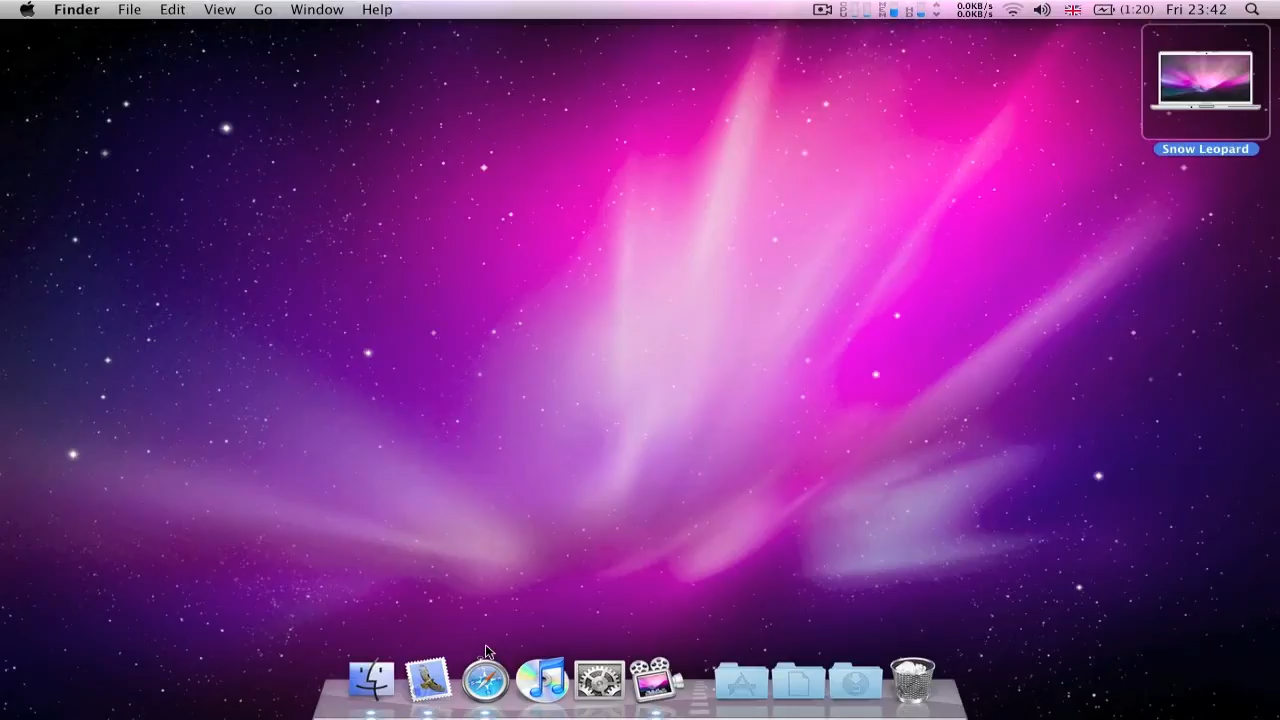 Finder File Edit View Go Window Help 0.0KB/s (1:20) Fri 23:42
0.0KB/s
Snow Leopard